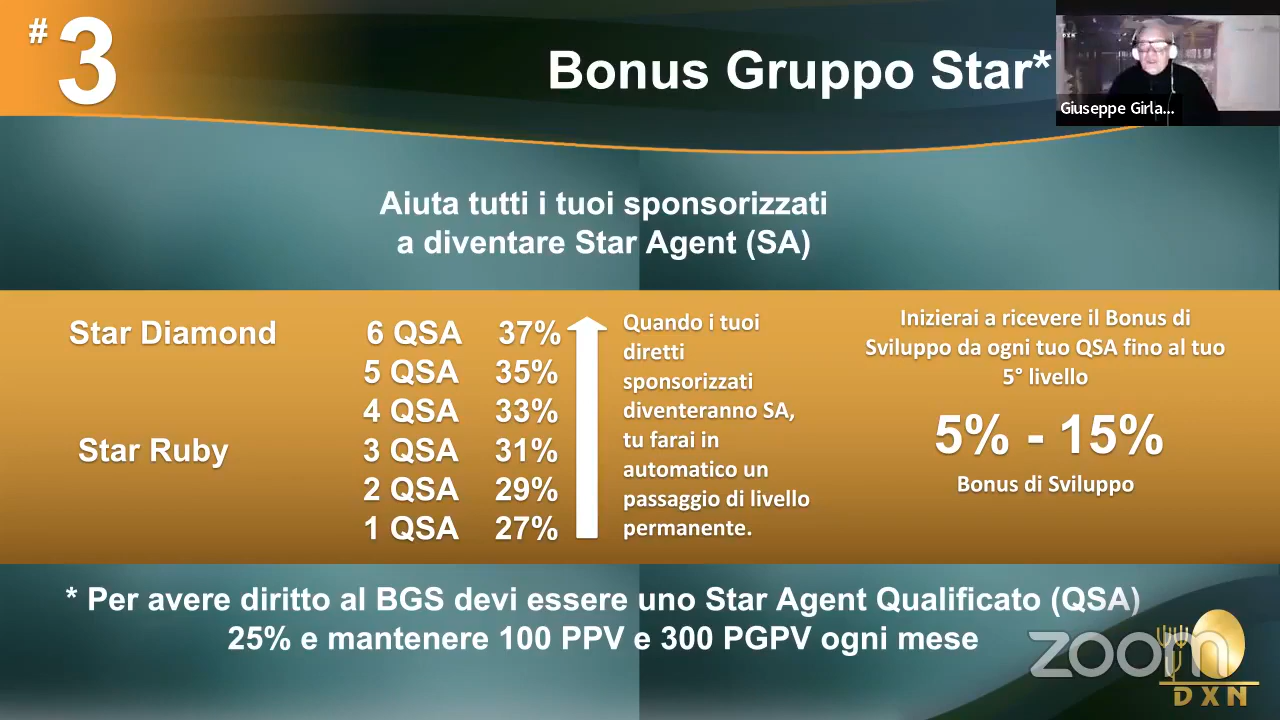 #3
Bonus Gruppo Star*
DXN
Giuseppe Girla...
Aiuta tutti i tuoi sponsorizzati
a diventare Star Agent (SA)
Star Diamond 6 QSA 37%
5 QSA 35%
4 QSA 33%
Star Ruby 3 QSA 31%
2 QSA 29%
1 QSA 27%
Quando i tuoi
diretti
sponsorizzati
diventeranno SA,
tu farai in
automatico un
passaggio di livello
permanente.
Inizierai a ricevere il Bonus di
Sviluppo da ogni tuo QSA fino al tuo
5° livello
5% - 15%
Bonus di Sviluppo
* Per avere diritto al BGS devi essere uno Star Agent Qualificato (QSA)
25% e mantenere 100 PPV e 300 PGPV ogni mese
zoom
DXN